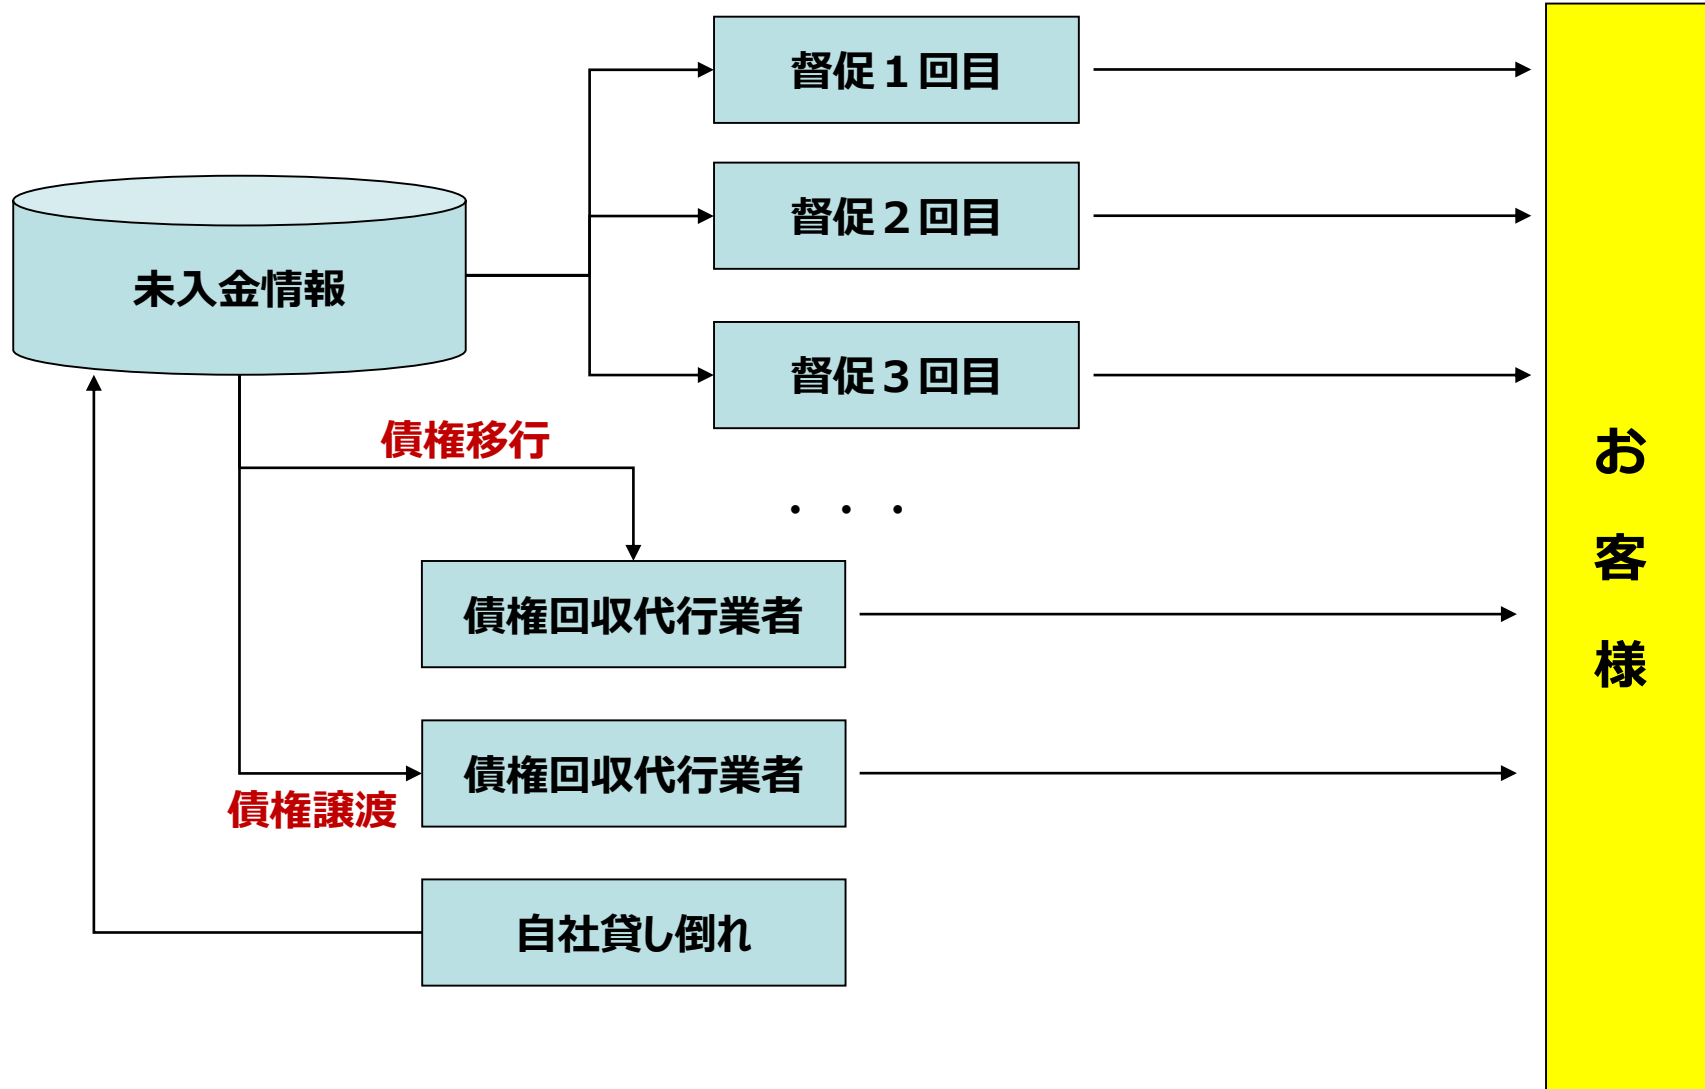 督促１回目
督促２回目
未入金情報
督促３回目
債権移行
・・・
債権回収代行業者
債権回収代行業者
債権譲渡
自社貸し倒れ
お客様